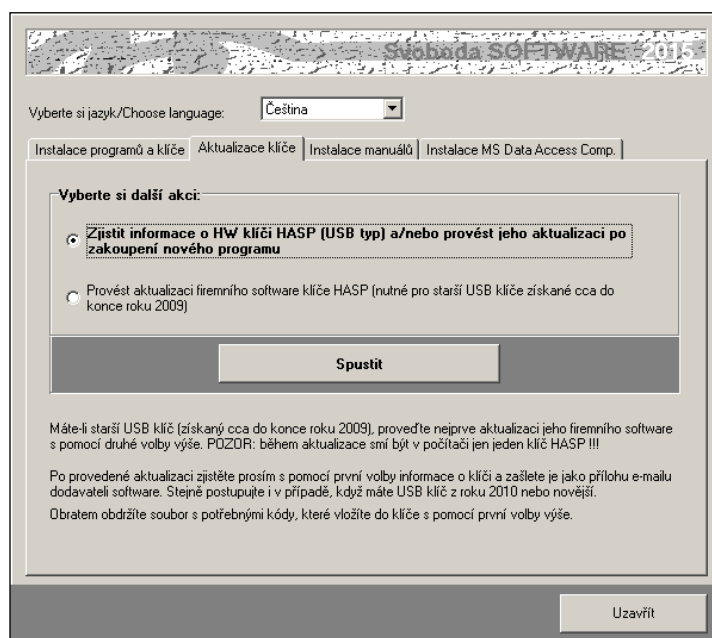 Svoboda SOFTWARE 2015
Vyberte si jazyk/Choose language:
Čeština
Instalace programů a klíče
Aktualizace klíče
Instalace manuálů
Instalace MS Data Access Comp.
Vyberte si další akci:
Zjistit informace o HW klíči HASP (USB typ) a/nebo provést jeho aktualizaci po
zakoupení nového programu
Provést aktualizaci firemního software klíče HASP (nutné pro starší USB klíče získané cca do
konce roku 2009)
Spustit
Máte-li starší USB klíč (získaný cca do konce roku 2009), proveďte nejprve aktualizaci jeho firemního software
s pomocí druhé volby výše. POZOR: během aktualizace smí být v počítači jen jeden klíč HASP !!!
Po provedené aktualizaci zjistěte prosím s pomocí první volby informace o klíči a zašlete je jako přílohu e-mailu
dodavateli software. Stejně postupujte i v případě, když máte USB klíč z roku 2010 nebo novější.
Obratem obdržíte soubor s potřebnými kódy, které vložíte do klíče s pomocí první volby výše.
Uzavřít